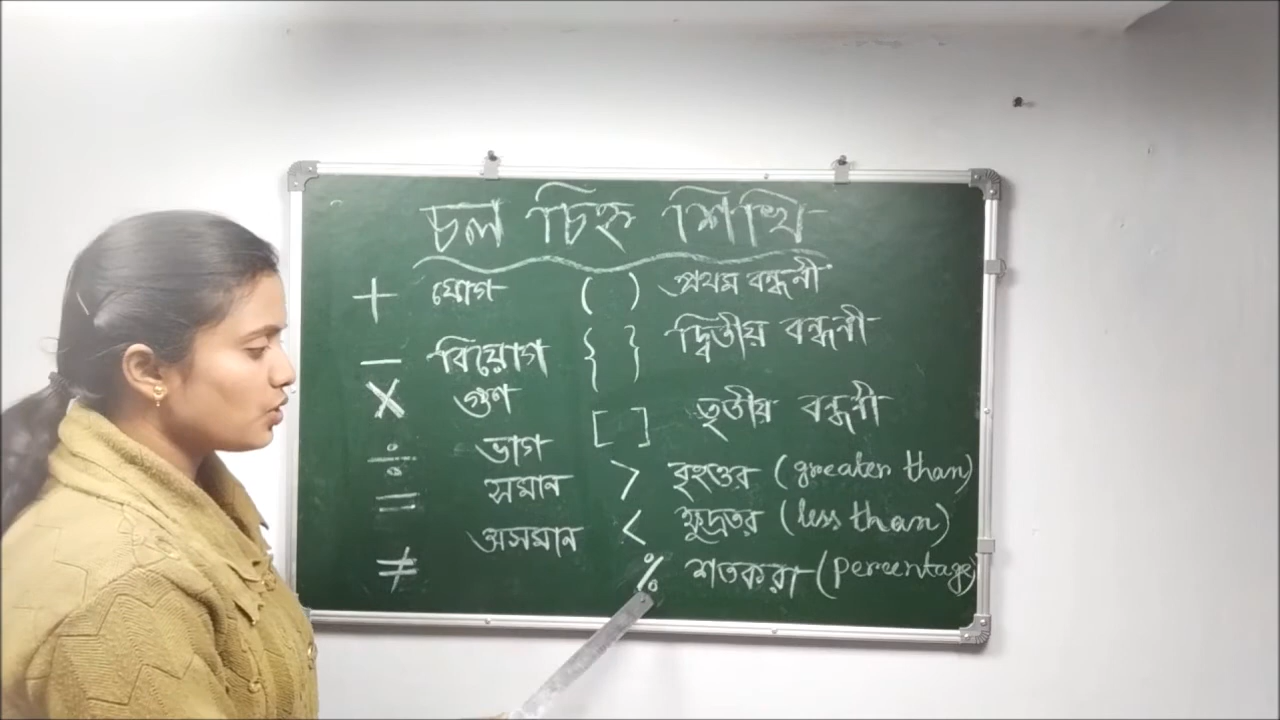 চল চিহ্ন শিখি
+ যোগ
− বিয়োগ
× গুণ
÷ ভাগ
= সমান
≠ অসমান
( ) প্রথম বন্ধনী
{ } দ্বিতীয় বন্ধনী
[ ] তৃতীয় বন্ধনী
> বৃহত্তর (greater than)
< ক্ষুদ্রতর (less than)
% শতকরা (percentage)